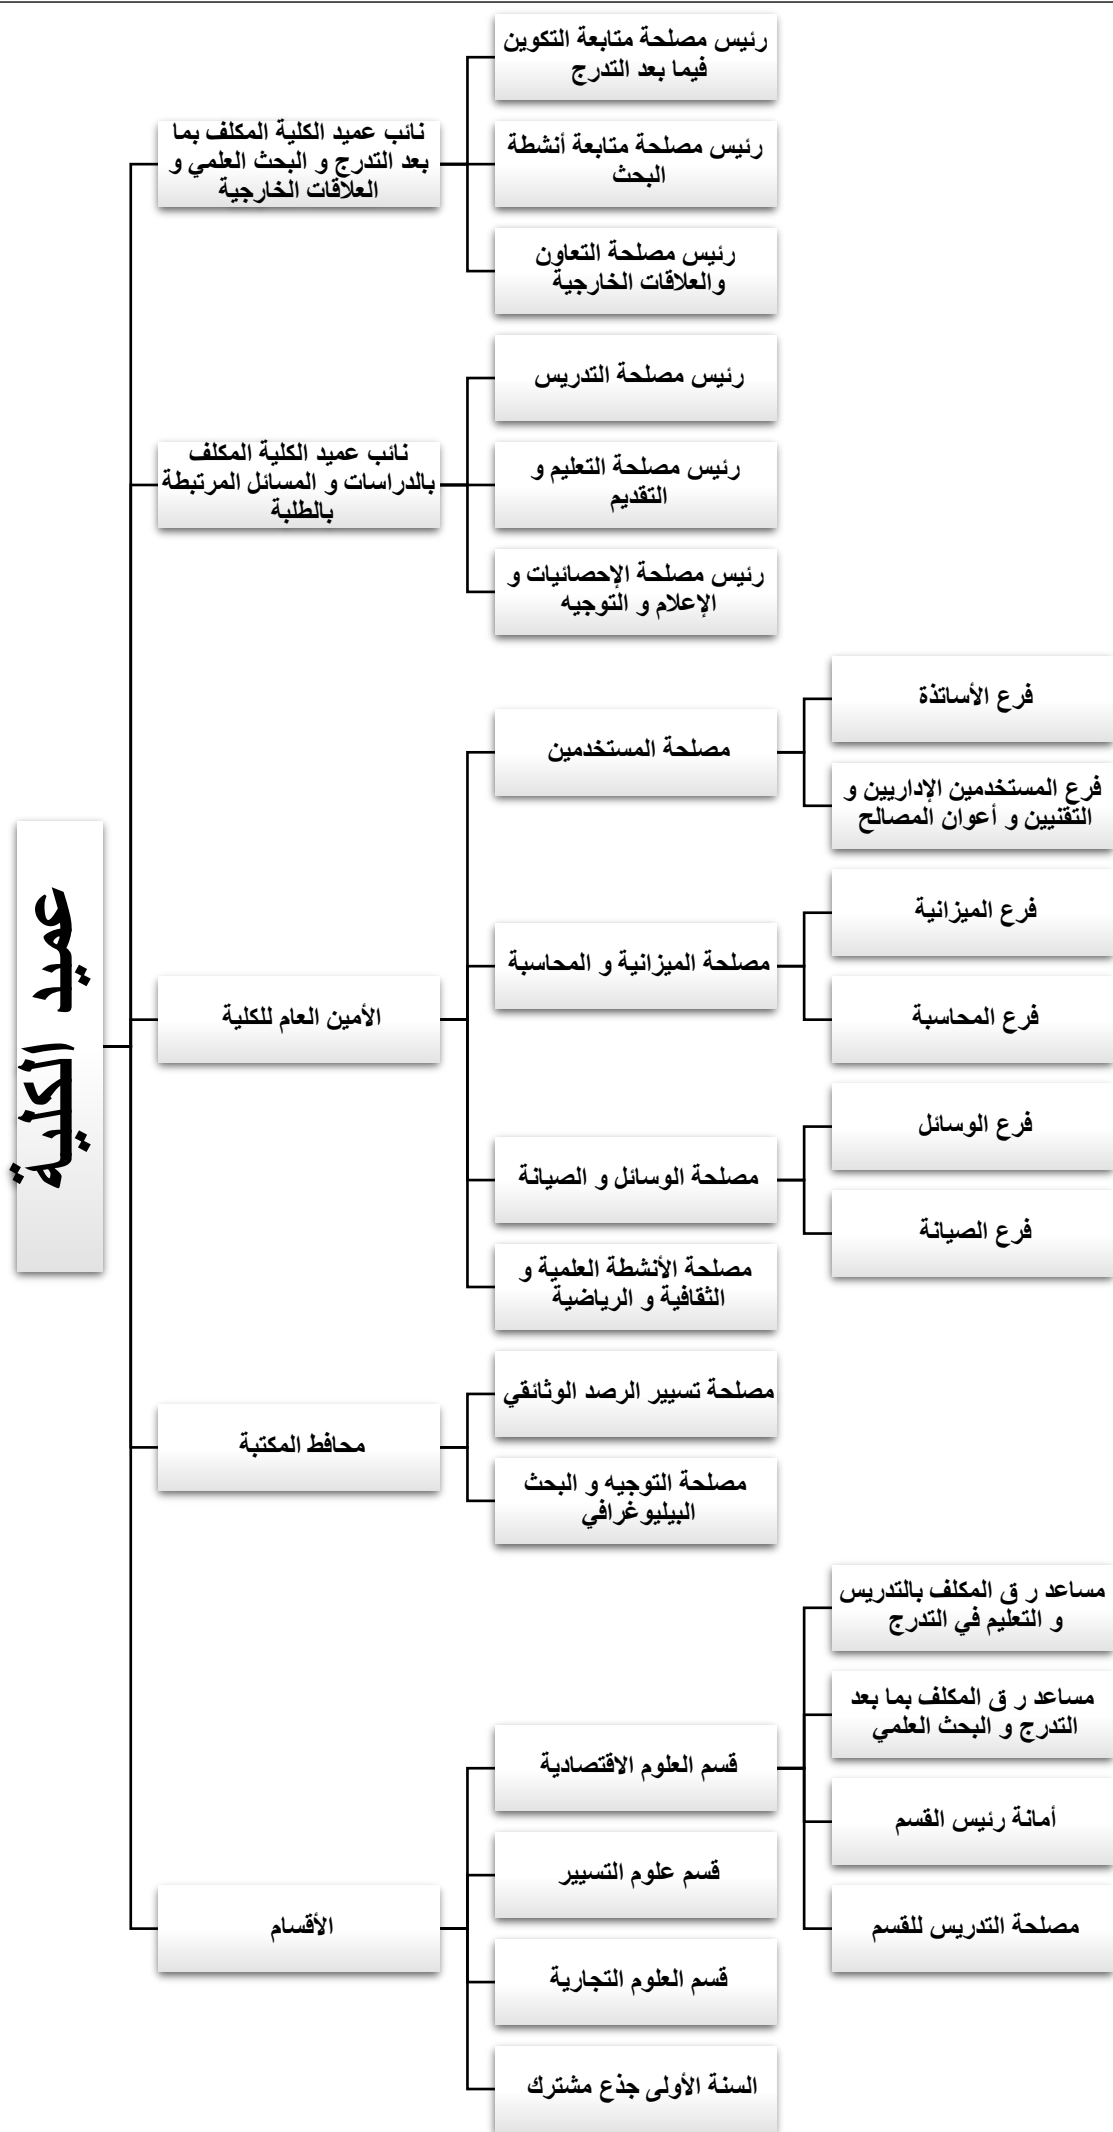 عميد الكلية
نائب عميد الكلية المكلف بما
بعد التدرج و البحث العلمي و
العلاقات الخارجية
رئيس مصلحة متابعة التكوين
فيما بعد التدرج
رئيس مصلحة متابعة أنشطة
البحث
رئيس مصلحة التعاون
والعلاقات الخارجية
نائب عميد الكلية المكلف
بالدراسات و المسائل المرتبطة
بالطلبة
رئيس مصلحة التدريس
رئيس مصلحة التعليم و
التقديم
رئيس مصلحة الإحصائيات و
الإعلام و التوجيه
الأمين العام للكلية
مصلحة المستخدمين
فرع الأساتذة
فرع المستخدمين الإداريين و
التقنيين و أعوان المصالح
مصلحة الميزانية و المحاسبة
فرع الميزانية
فرع المحاسبة
مصلحة الوسائل و الصيانة
فرع الوسائل
فرع الصيانة
مصلحة الأنشطة العلمية و
الثقافية و الرياضية
محافط المكتبة
مصلحة تسيير الرصد الوثائقي
مصلحة التوجيه و البحث
البيليوغرافي
الأقسام
قسم العلوم الاقتصادية
مساعد ر ق المكلف بالتدريس
و التعليم في التدرج
مساعد ر ق المكلف بما بعد
التدرج و البحث العلمي
أمانة رئيس القسم
مصلحة التدريس للقسم
قسم علوم التسيير
قسم العلوم التجارية
السنة الأولى جذع مشترك